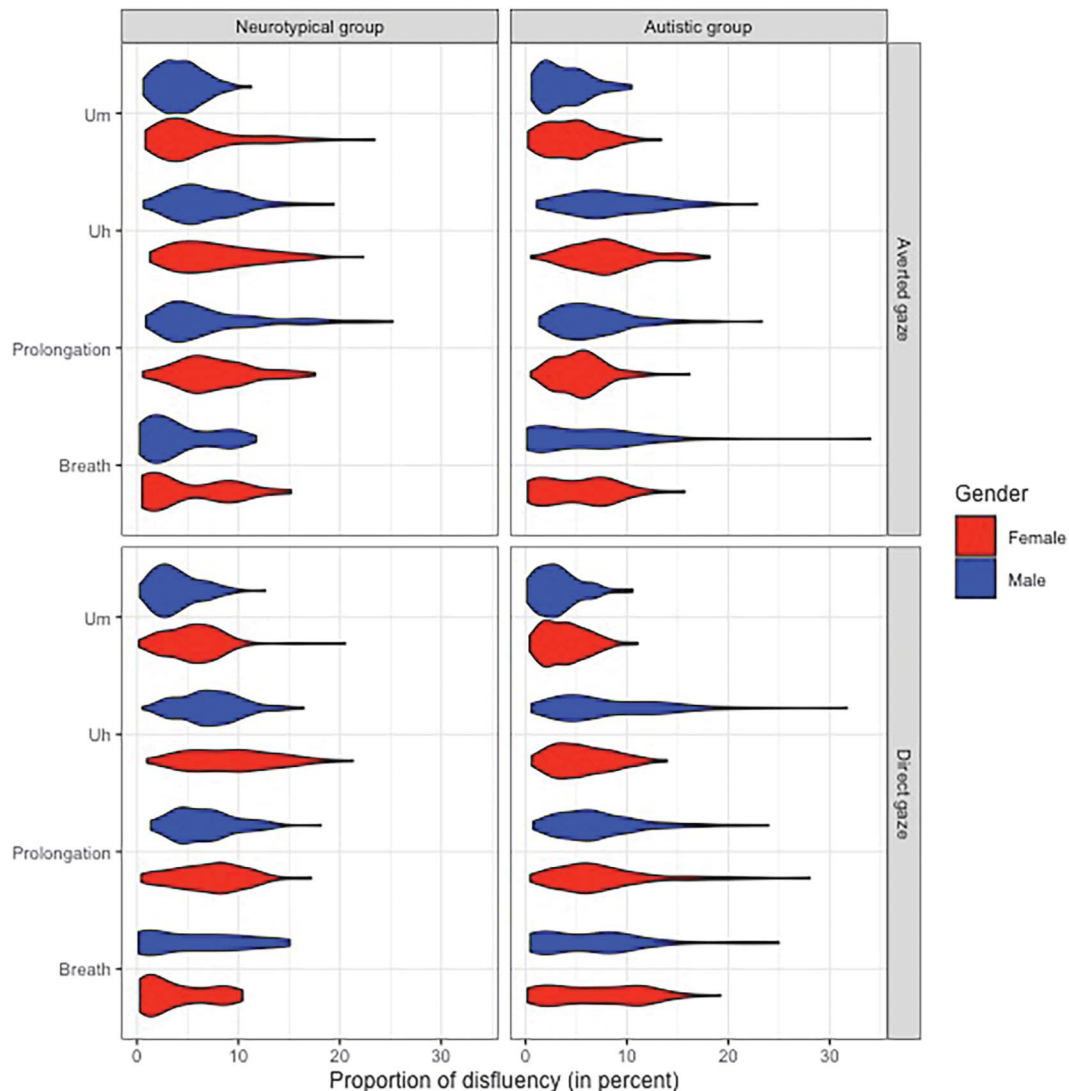 Neurotypical group
Autistic group
Um
Uh
Prolongation
Breath
Averted gaze
Um
Uh
Prolongation
Breath
Direct gaze
0 10 20 30
0 10 20 30
Proportion of disfluency (in percent)
Gender
Female
Male